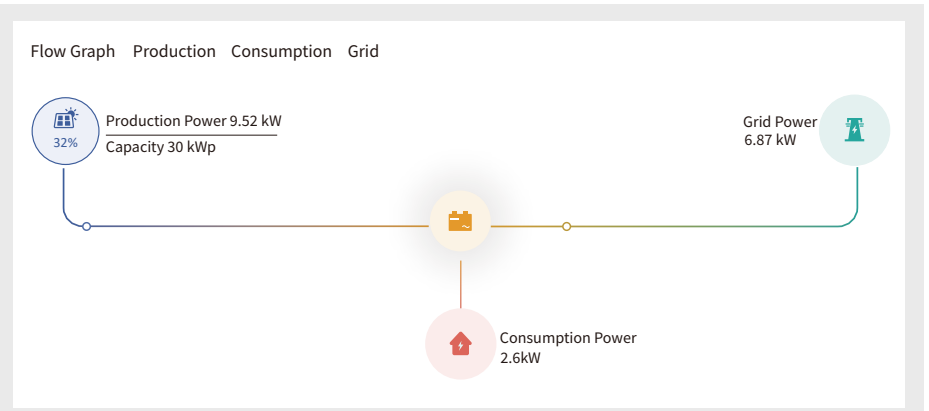 Flow Graph Production Consumption Grid
32%
Production Power 9.52 kW
Capacity 30 kWp
Grid Power
6.87 kW
Consumption Power
2.6kW